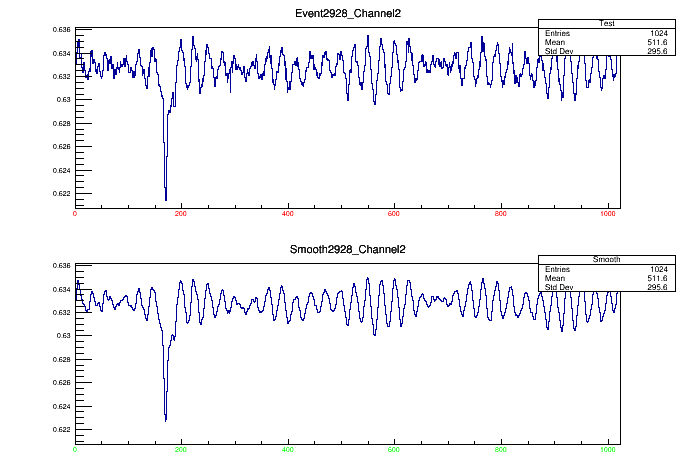 Event2928_Channel2
Test
Entries 1024
Mean 511.6
Std Dev 295.6
0.636
0.634
0.632
0.63
0.628
0.626
0.624
0.622
0 200 400 600 800 1000
Smooth2928_Channel2
Smooth
Entries 1024
Mean 511.6
Std Dev 295.6
0.636
0.634
0.632
0.63
0.628
0.626
0.624
0.622
0 200 400 600 800 1000